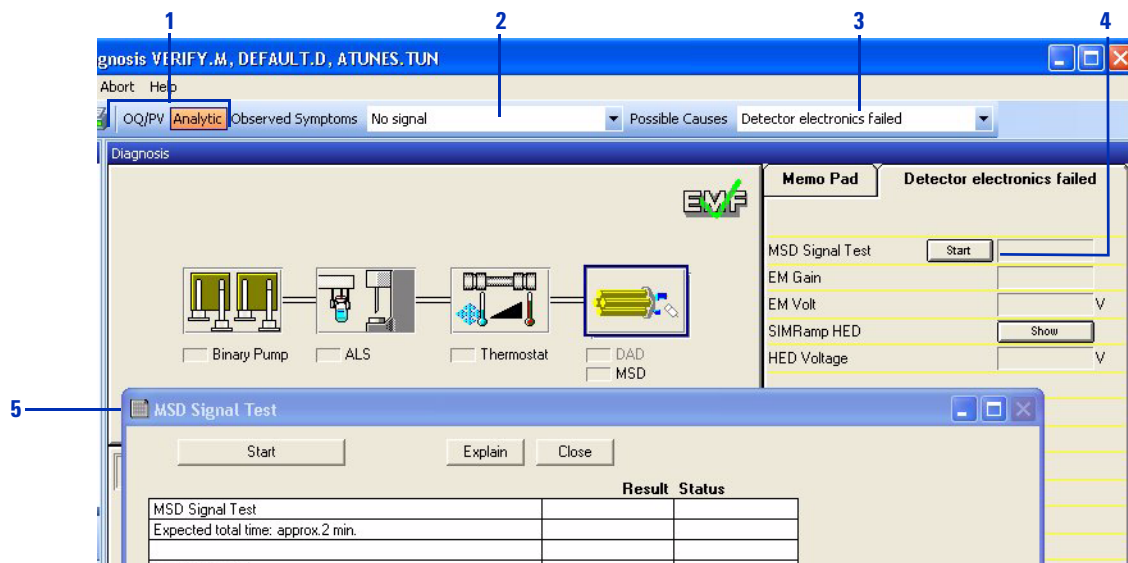 1 2 3 4
gnosis VERIFY.M, DEFAULT.D, ATUNES.TUN
Abort Help
OQ/PV Analytic Observed Symptoms No signal Possible Causes Detector electronics failed
Diagnosis
Memo Pad Detector electronics failed
EMF
MSD Signal Test Start
EM Gain
EM Volt V
SIMRamp HED Show
HED Voltage V
Binary Pump ALS Thermostat DAD
MSD
5
MSD Signal Test
Start Explain Close
Result Status
MSD Signal Test
Expected total time: approx.2 min.